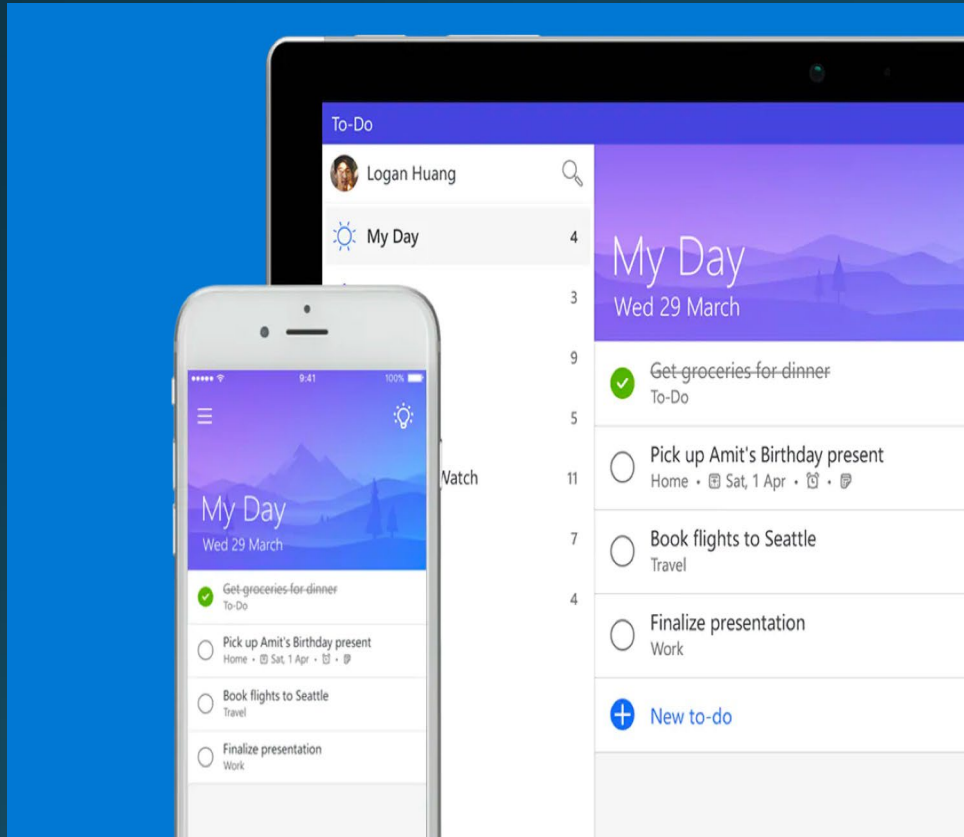 To-Do
Logan Huang
My Day 4
3
9
5
Watch 11
7
4
My Day
Wed 29 March
Get groceries for dinner
To-Do
Pick up Amit's Birthday present
Home • Sat, 1 Apr •  •
Book flights to Seattle
Travel
Finalize presentation
Work
New to-do
9:41 100%
My Day
Wed 29 March
Get groceries for dinner
To-Do
Pick up Amit's Birthday present
Home • Sat, 1 Apr •  •
Book flights to Seattle
Travel
Finalize presentation
Work